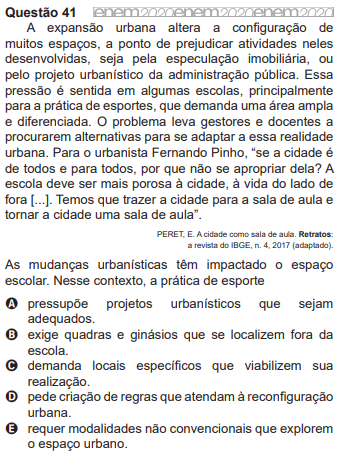 Questão 41 enem2020enem2020enem2020
A expansão urbana altera a configuração de
muitos espaços, a ponto de prejudicar atividades neles
desenvolvidas, seja pela especulação imobiliária, ou
pelo projeto urbanístico da administração pública. Essa
pressão é sentida em algumas escolas, principalmente
para a prática de esportes, que demanda uma área ampla
e diferenciada. O problema leva gestores e docentes a
procurarem alternativas para se adaptar a essa realidade
urbana. Para o urbanista Fernando Pinho, “se a cidade é
de todos e para todos, por que não se apropriar dela? A
escola deve ser mais porosa à cidade, à vida do lado de
fora [...]. Temos que trazer a cidade para a sala de aula e
tornar a cidade uma sala de aula”.
PERET, E. A cidade como sala de aula. Retratos:
a revista do IBGE, n. 4, 2017 (adaptado).
As mudanças urbanísticas têm impactado o espaço
escolar. Nesse contexto, a prática de esporte
A pressupõe projetos urbanísticos que sejam
adequados.
B exige quadras e ginásios que se localizem fora da
escola.
C demanda locais específicos que viabilizem sua
realização.
D pede criação de regras que atendam à reconfiguração
urbana.
E requer modalidades não convencionais que explorem
o espaço urbano.